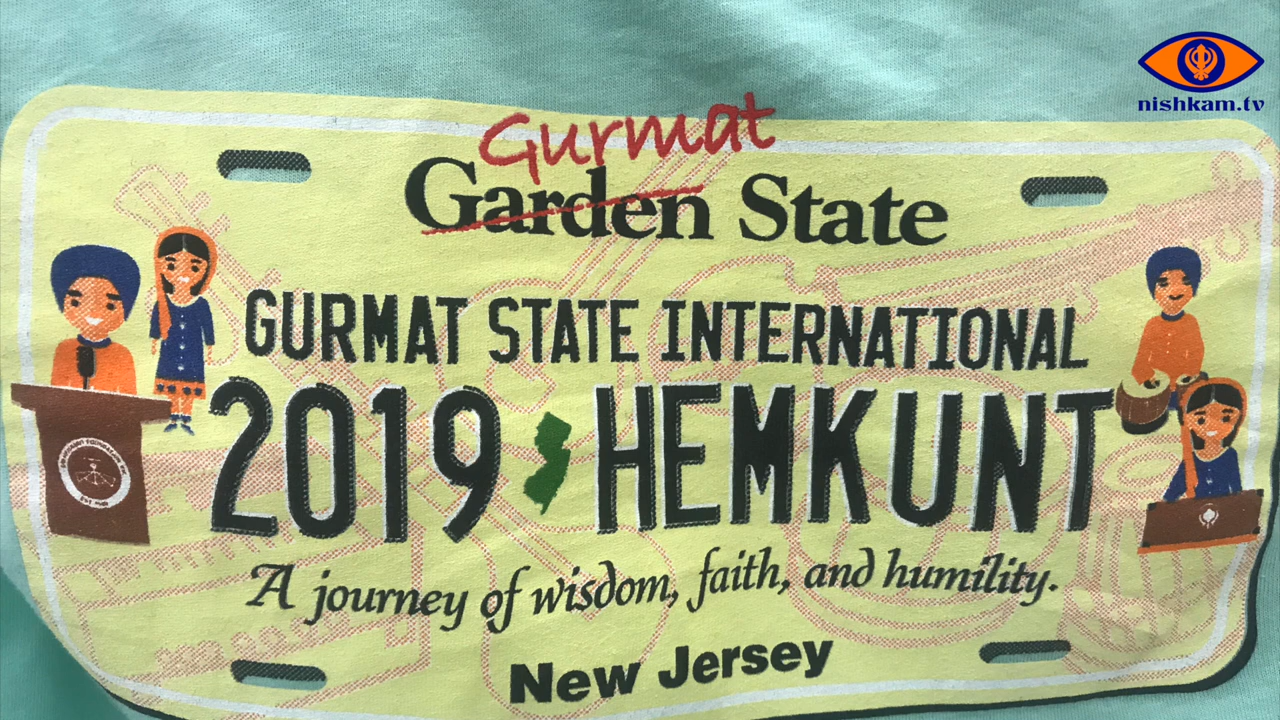 nishkam.tv
Gurmat
Garden State
GURMAT STATE INTERNATIONAL
2019 HEMKUNT
A journey of wisdom, faith, and humility.
New Jersey